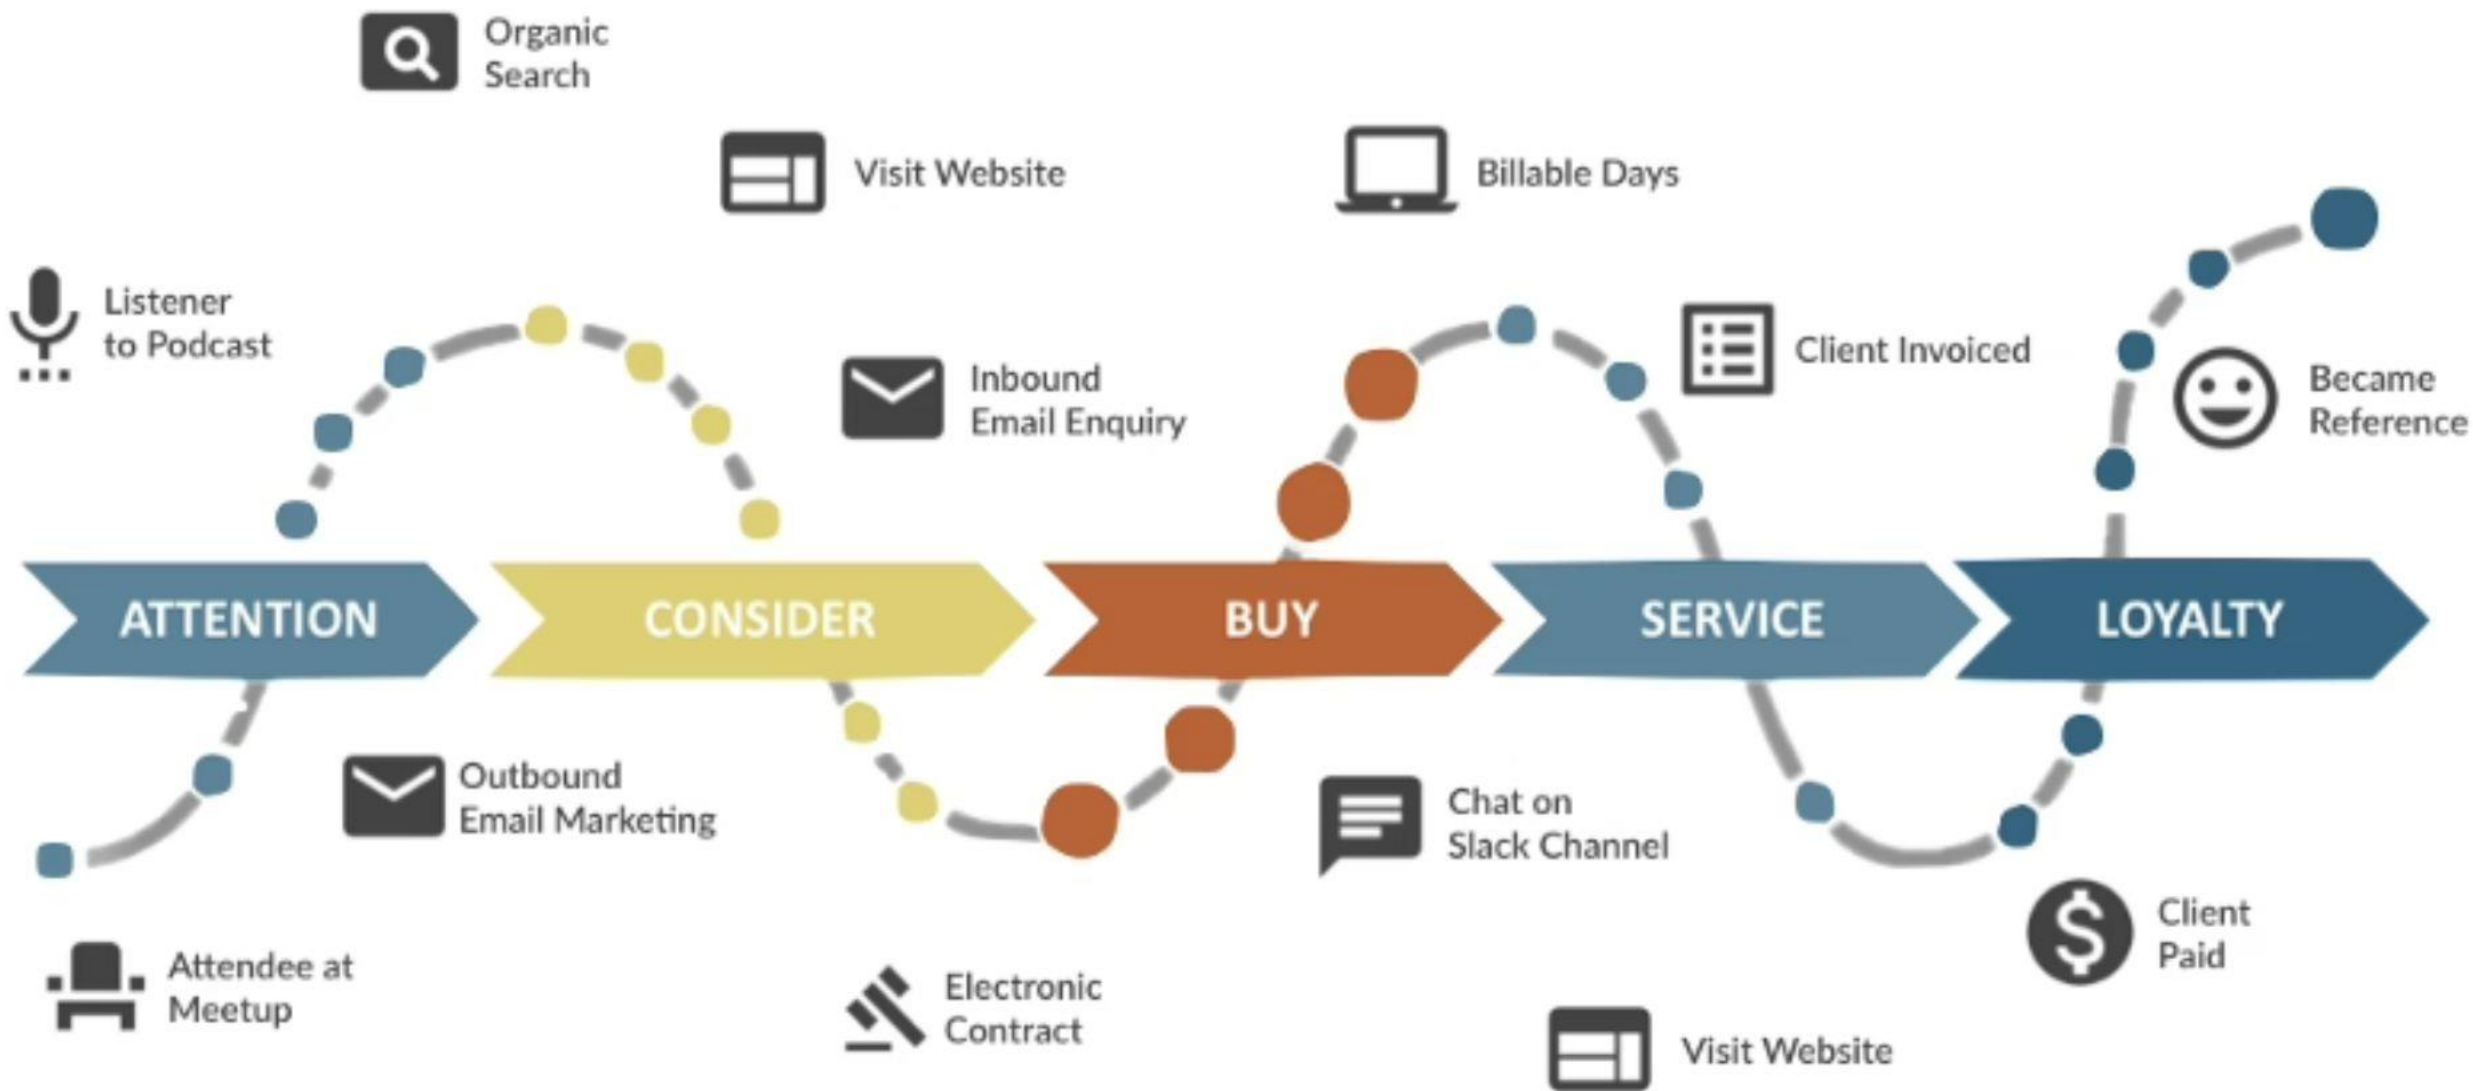 Organic
Search
Visit Website
Billable Days
Listener
to Podcast
Client Invoiced
Inbound
Email Enquiry
Became
Reference
ATTENTION
CONSIDER
BUY
SERVICE
LOYALTY
Outbound
Email Marketing
Chat on
Slack Channel
Client
Paid
Attendee at
Meetup
Electronic
Contract
Visit Website